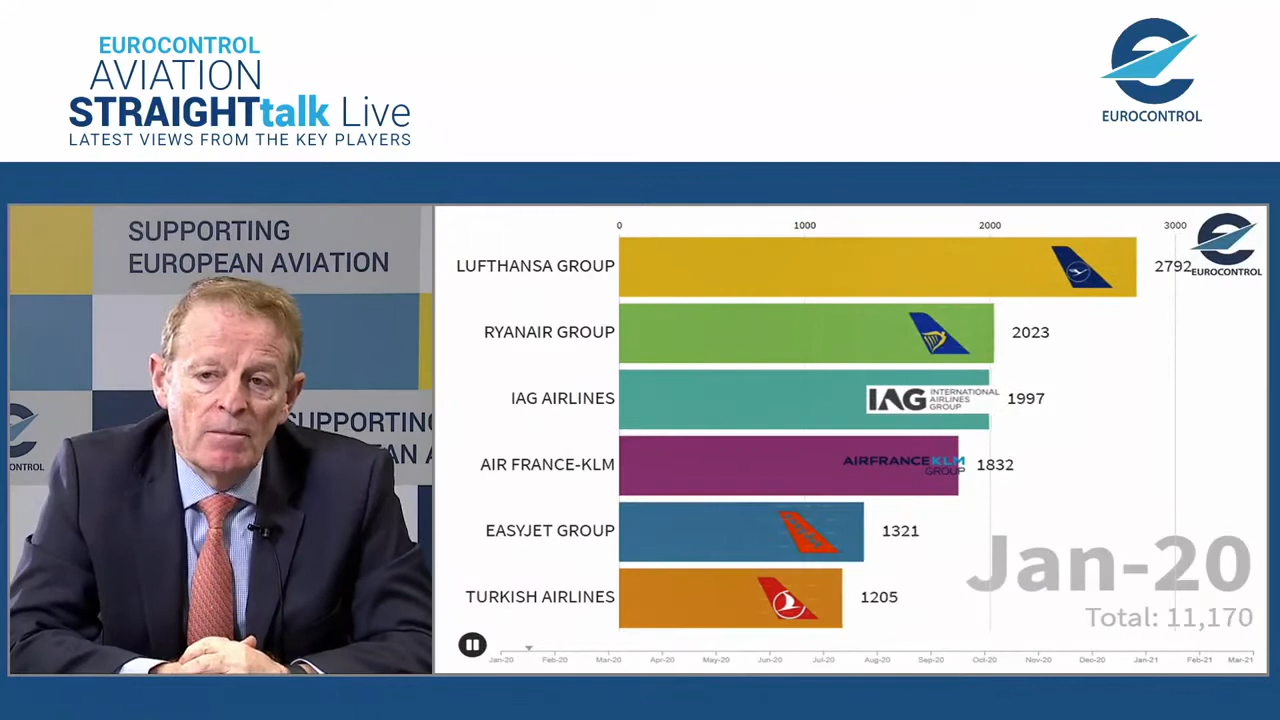 EUROCONTROL
AVIATION
STRAIGHTtalk Live
LATEST VIEWS FROM THE KEY PLAYERS
EUROCONTROL
SUPPORTING
EUROPEAN AVIATION
SUPPORTING
EAN A
CONTROL
0 1000 2000 3000
EUROCONTROL
LUFTHANSA GROUP 2792
RYANAIR GROUP 2023
IAG AIRLINES IAG INTERNATIONAL AIRLINES GROUP 1997
AIR FRANCE-KLM AIRFRANCEKLM GROUP 1832
EASYJET GROUP 1321
TURKISH AIRLINES 1205
Jan-20
Total: 11,170
Jan-20 Feb-20 Mar-20 Apr-20 May-20 Jun-20 Jul-20 Aug-20 Sep-20 Oct-20 Nov-20 Dec-20 Jan-21 Feb-21 Mar-21